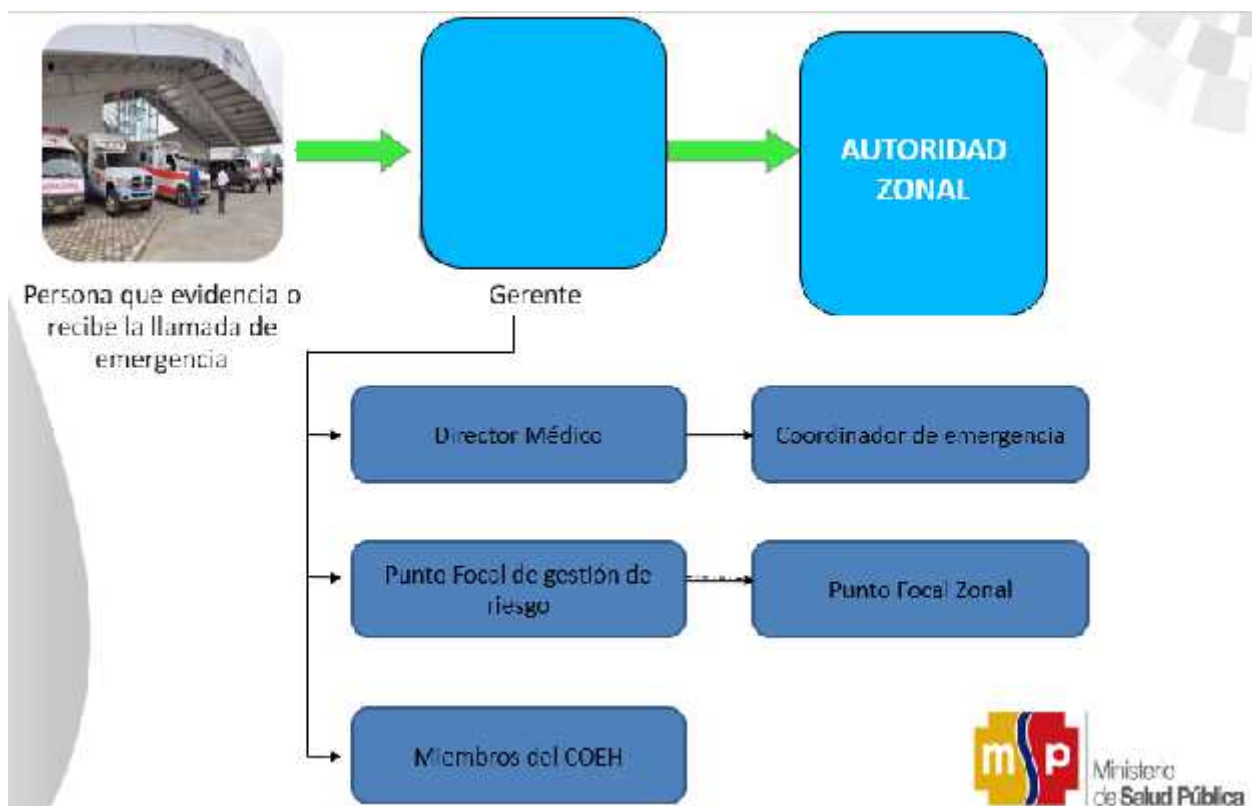 AUTORIDAD
ZONAL
Persona que evidencia o
recibe la llamada de
emergencia
Gerente
Director Médico
Coordinador de emergencia
Punto Focal de gestión de
riesgo
Punto Focal Zonal
Miembros del COEH
msp
Ministerio
de Salud Pública